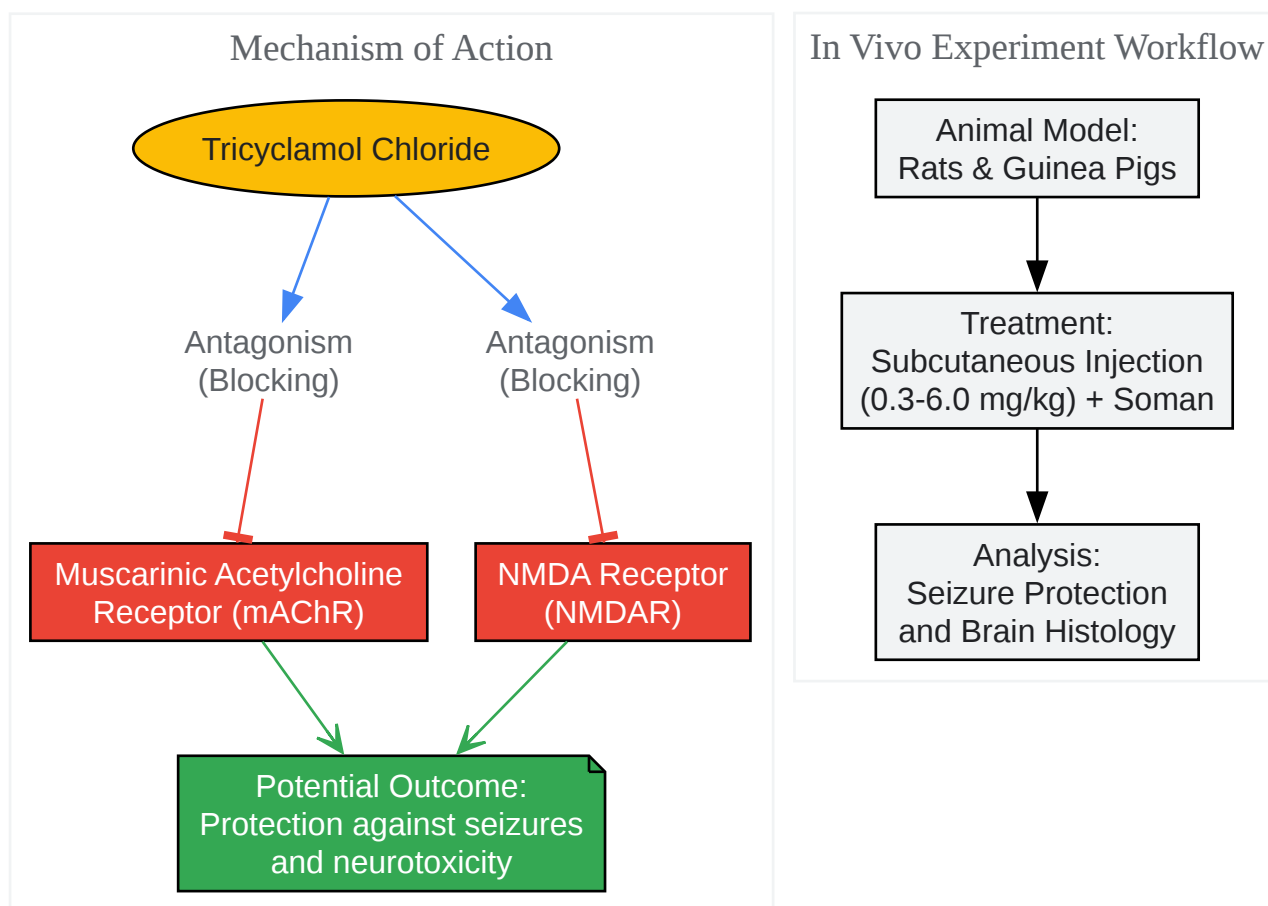 Mechanism of Action
Tricyclamol Chloride
Antagonism
(Blocking)
Antagonism
(Blocking)
Muscarinic Acetylcholine
Receptor (mAChR)
NMDA Receptor
(NMDAR)
Potential Outcome:
Protection against seizures
and neurotoxicity
In Vivo Experiment Workflow
Animal Model:
Rats & Guinea Pigs
Treatment:
Subcutaneous Injection
(0.3-6.0 mg/kg) + Soman
Analysis:
Seizure Protection
and Brain Histology